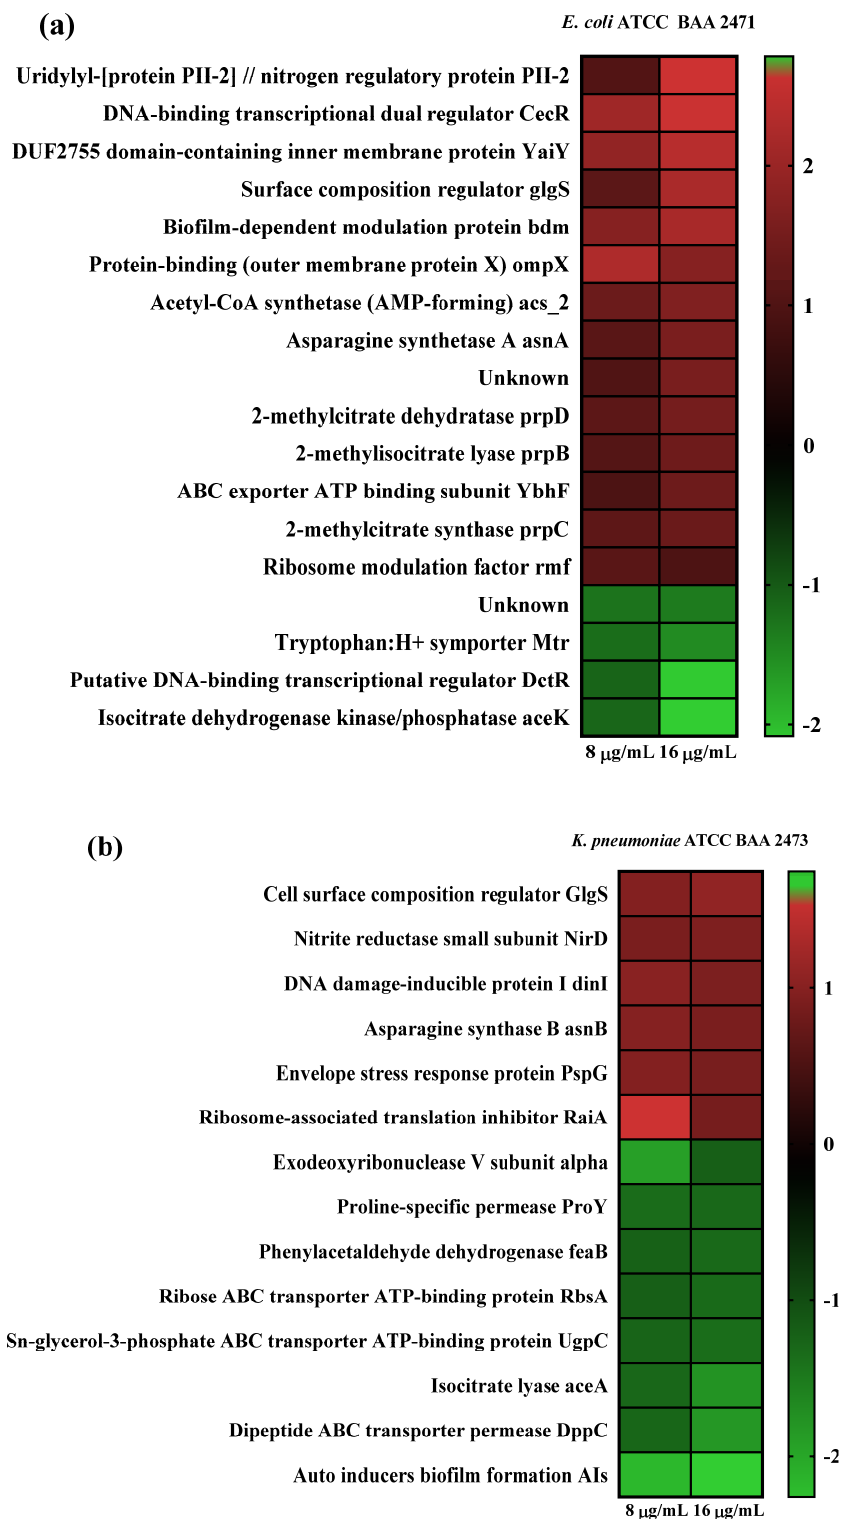 (a)
E. coli ATCC BAA 2471
Uridylyl-[protein PII-2] // nitrogen regulatory protein PII-2
DNA-binding transcriptional dual regulator CecR
DUF2755 domain-containing inner membrane protein YaiY
Surface composition regulator glgS
Biofilm-dependent modulation protein bdm
Protein-binding (outer membrane protein X) ompX
Acetyl-CoA synthetase (AMP-forming) acs_2
Asparagine synthetase A asnA
Unknown
2-methylcitrate dehydratase prpD
2-methylisocitrate lyase prpB
ABC exporter ATP binding subunit YbhF
2-methylcitrate synthase prpC
Ribosome modulation factor rmf
Unknown
Tryptophan:H+ symporter Mtr
Putative DNA-binding transcriptional regulator DctR
Isocitrate dehydrogenase kinase/phosphatase aceK
8 μg/mL 16 μg/mL
2
1
0
-1
-2
(b)
K. pneumoniae ATCC BAA 2473
Cell surface composition regulator GlgS
Nitrite reductase small subunit NirD
DNA damage-inducible protein I dinI
Asparagine synthase B asnB
Envelope stress response protein PspG
Ribosome-associated translation inhibitor RaiA
Exodeoxyribonuclease V subunit alpha
Proline-specific permease ProY
Phenylacetaldehyde dehydrogenase feaB
Ribose ABC transporter ATP-binding protein RbsA
Sn-glycerol-3-phosphate ABC transporter ATP-binding protein UgpC
Isocitrate lyase aceA
Dipeptide ABC transporter permease DppC
Auto inducers biofilm formation AIs
8 μg/mL 16 μg/mL
1
0
-1
-2